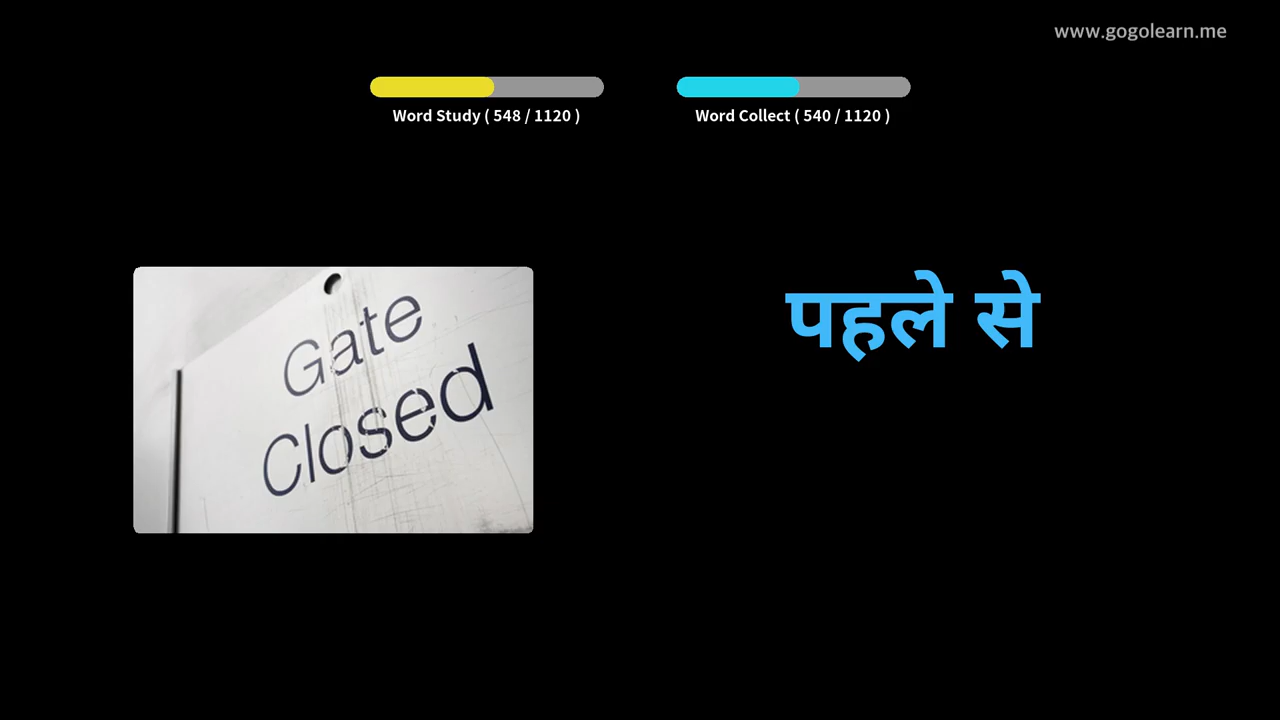 www.gogolearn.me
Word Study ( 548 / 1120 )
Word Collect ( 540 / 1120 )
Gate
Closed
पहले से